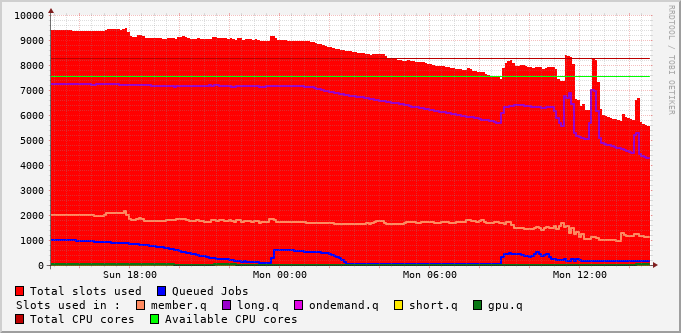 10000
9000
8000
7000
6000
5000
4000
3000
2000
1000
0
Sun 18:00 Mon 00:00 Mon 06:00 Mon 12:00
RRDTOOL / TOBI OETIKER
Total slots used Queued Jobs
Slots used in : member.q long.q ondemand.q short.q gpu.q
Total CPU cores Available CPU cores